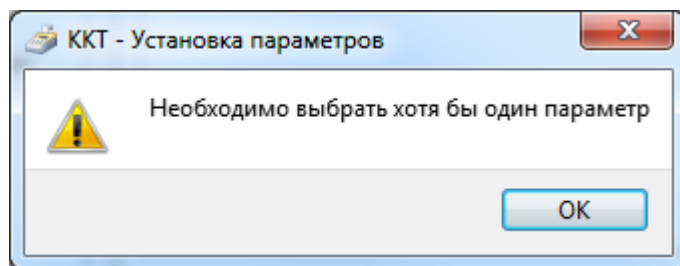 ККТ - Установка параметров
Необходимо выбрать хотя бы один параметр
OK